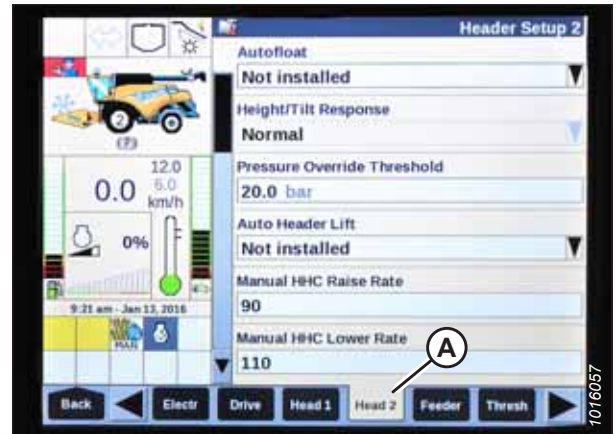 Header Setup 2
Autofloat
Not installed
Height/Tilt Response
Normal
Pressure Override Threshold
20.0 bar
Auto Header Lift
Not installed
Manual HHC Raise Rate
90
Manual HHC Lower Rate
110
2
(?)
0.0
12.0
6.0
km/h
0%
9:21 am - Jan 13, 2016
MAN
A
Back
Electr
Drive
Head 1
Head 2
Feeder
Thresh
1016057